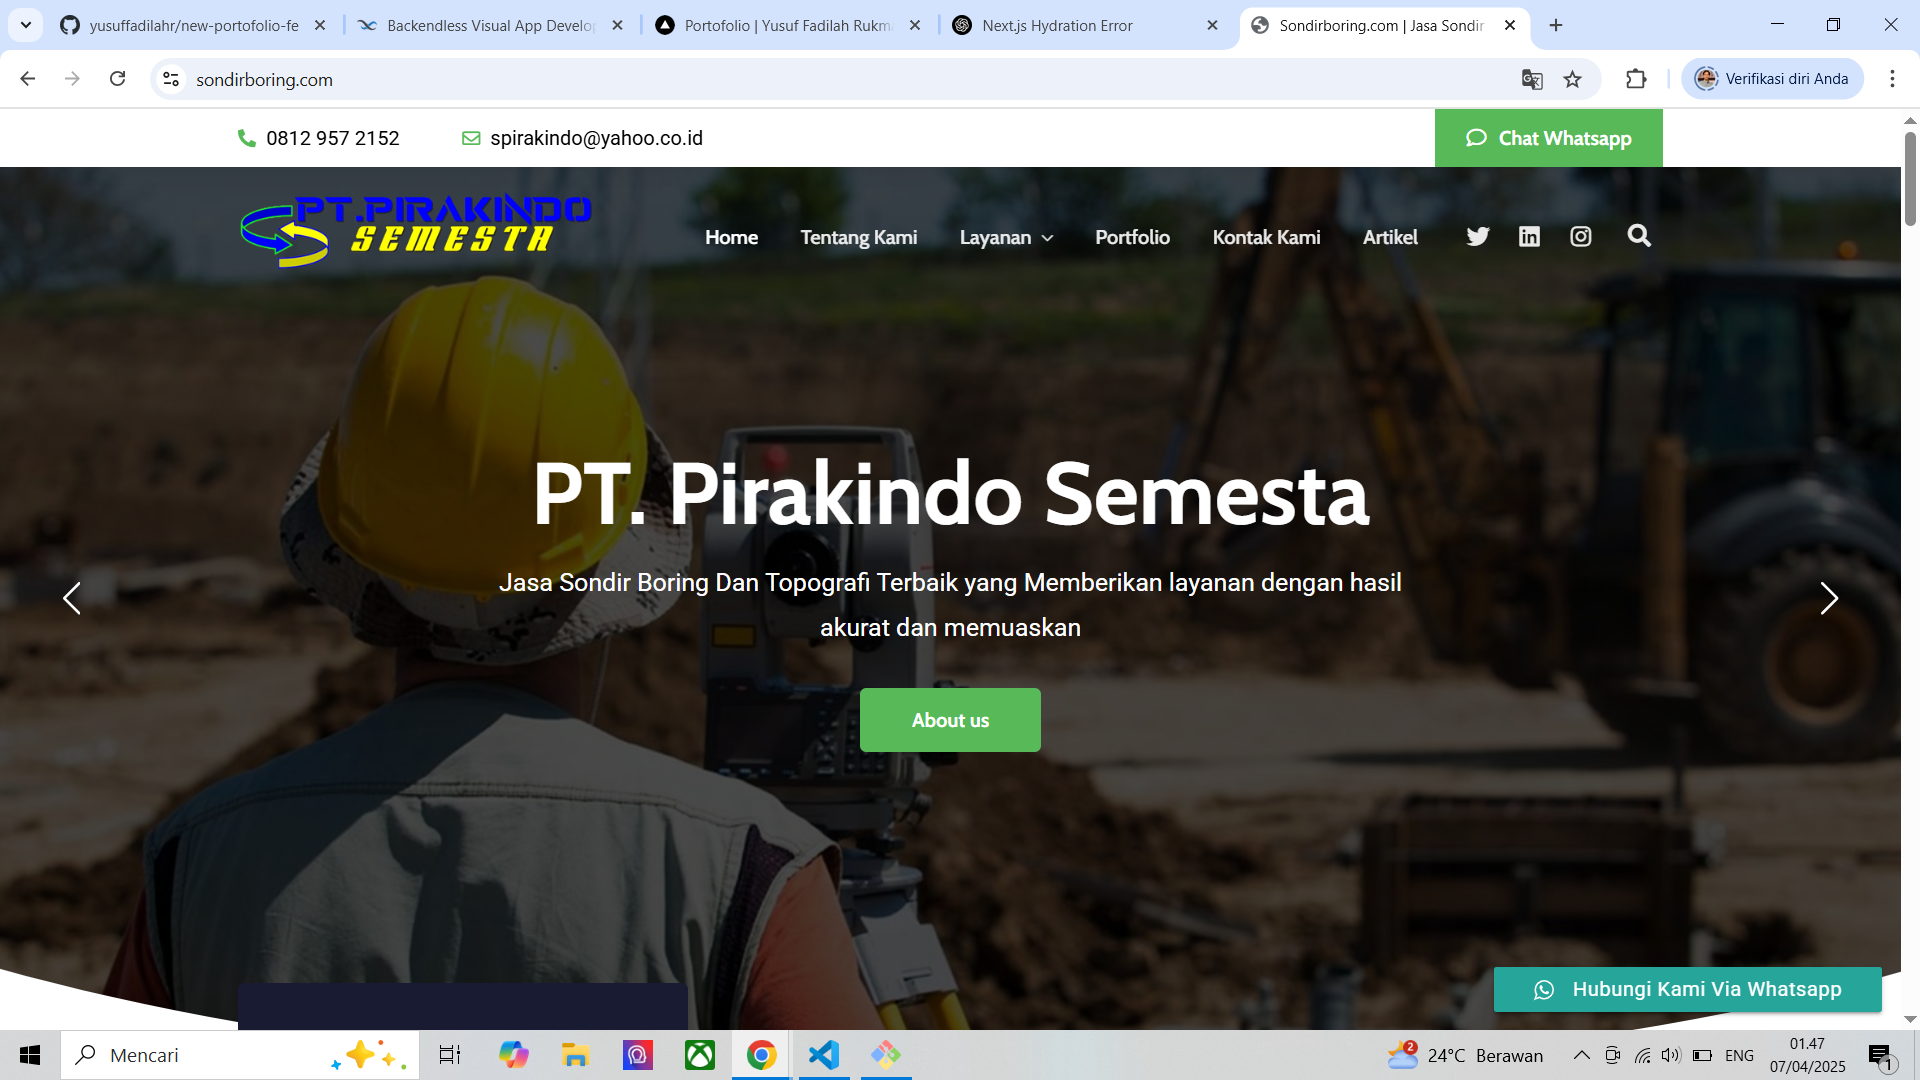 yusuffadilahr/new-portofolio-fe
Backendless Visual App Develop
Portofolio | Yusuf Fadilah Rukma
Next.js Hydration Error
Sondirboring.com | Jasa Sondir
sondirboring.com
Verifikasi diri Anda
0812 957 2152
spirakindo@yahoo.co.id
Chat Whatsapp
PT.PIRAKINDO
SEMESTA
Home
Tentang Kami
Layanan
Portfolio
Kontak Kami
Artikel
PT. Pirakindo Semesta
Jasa Sondir Boring Dan Topografi Terbaik yang Memberikan layanan dengan hasil
akurat dan memuaskan
About us
Hubungi Kami Via Whatsapp
Mencari
2
24°C Berawan
ENG
01.47
07/04/2025
1